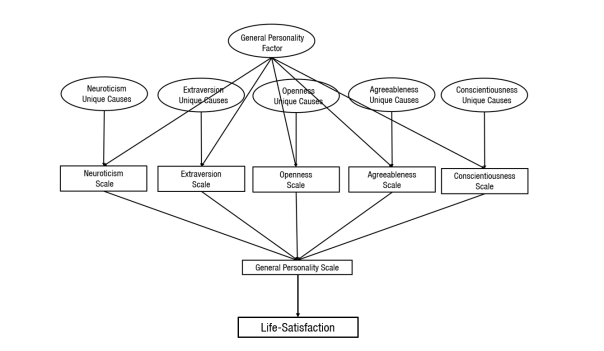 General Personality
Factor
Neuroticism
Unique Causes
Extraversion
Unique Causes
Openness
Unique Causes
Agreeableness
Unique Causes
Conscientiousness
Unique Causes
Neuroticism
Scale
Extraversion
Scale
Openness
Scale
Agreeableness
Scale
Conscientiousness
Scale
General Personality Scale
Life-Satisfaction